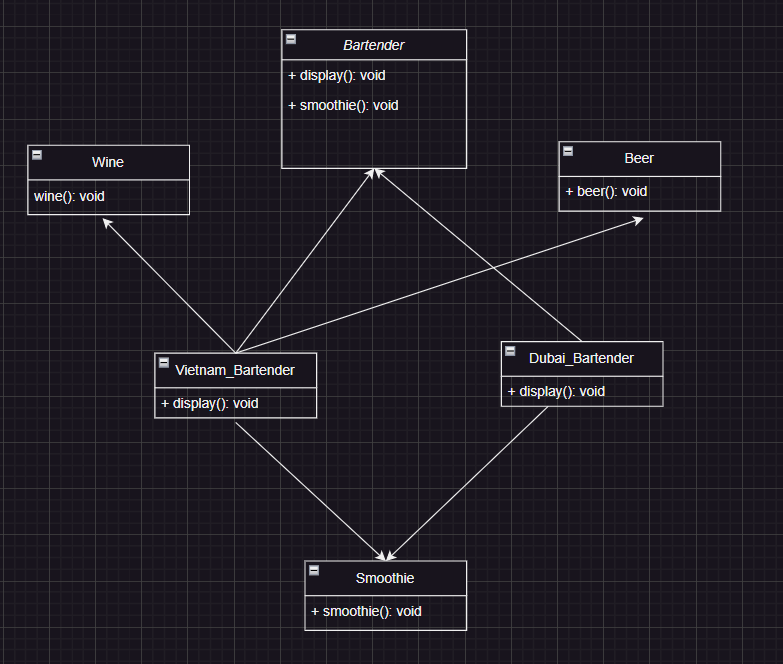 Bartender
+ display(): void
+ smoothie(): void
Wine
wine(): void
Beer
+ beer(): void
Vietnam_Bartender
+ display(): void
Dubai_Bartender
+ display(): void
Smoothie
+ smoothie(): void